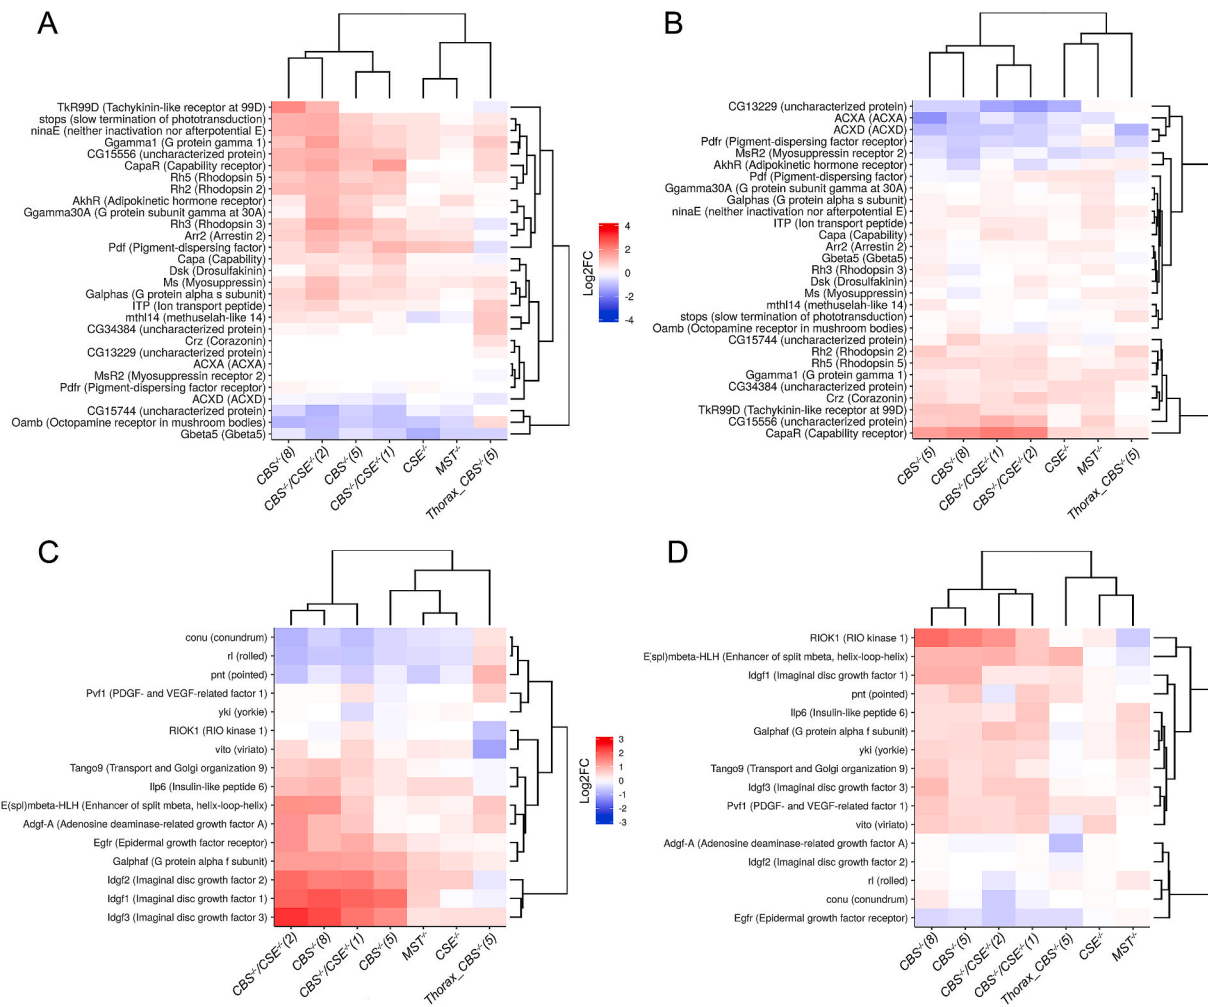 A
TkR99D (Tachykinin-like receptor at 99D)
stops (slow termination of phototransduction)
ninaE (neither inactivation nor afterpotential E)
Ggamma1 (G protein gamma 1)
CG15556 (uncharacterized protein)
CapaR (Capability receptor)
Rh5 (Rhodopsin 5)
Rh2 (Rhodopsin 2)
AkhR (Adipokinetic hormone receptor)
Ggamma30A (G protein subunit gamma at 30A)
Rh3 (Rhodopsin 3)
Arr2 (Arrestin 2)
Pdf (Pigment-dispersing factor)
Capa (Capability)
Dsk (Drosulfakinin)
Ms (Myosuppression)
Galphas (G protein alpha s subunit)
ITP (Ion transport peptide)
mthl14 (methuselah-like 14)
CG34384 (uncharacterized protein)
Crz (Corazonin)
CG13229 (uncharacterized protein)
ACXA (ACXA)
MsR2 (Myosuppressin receptor 2)
Pdfr (Pigment-dispersing factor receptor)
ACXD (ACXD)
CG15744 (uncharacterized protein)
Oamb (Octopamine receptor in mushroom bodies)
Gbeta5 (Gbeta5)
CBS-/-(8)
CBS-/-/CSE-/-(2)
CBS-/-(5)
CBS-/-/CSE-/-(1)
CSE-/-
MST-/-
Thorax_CBS-/-(5)
Log2FC
4
2
0
-2
-4
B
CG13229 (uncharacterized protein)
ACXA (ACXA)
ACXD (ACXD)
Pdfr (Pigment-dispersing factor receptor)
MsR2 (Myosuppressin receptor 2)
AkhR (Adipokinetic hormone receptor)
Pdf (Pigment-dispersing factor)
Ggamma30A (G protein subunit gamma at 30A)
Galphas (G protein alpha s subunit)
ninaE (neither inactivation nor afterpotential E)
ITP (Ion transport peptide)
Capa (Capability)
Arr2 (Arrestin 2)
Gbeta5 (Gbeta5)
Rh3 (Rhodopsin 3)
Dsk (Drosulfakinin)
Ms (Myosuppressin)
mthl14 (methuselah-like 14)
stops (slow termination of phototransduction)
Oamb (Octopamine receptor in mushroom bodies)
CG15744 (uncharacterized protein)
Rh2 (Rhodopsin 2)
Rh5 (Rhodopsin 5)
Ggamma1 (G protein gamma 1)
CG34384 (uncharacterized protein)
Crz (Corazonin)
TkR99D (Tachykinin-like receptor at 99D)
CG15556 (uncharacterized protein)
CapaR (Capability receptor)
CBS-/-(5)
CBS-/-(8)
CBS-/-/CSE-/-(1)
CBS-/-/CSE-/-(2)
CSE-/-
MST-/-
Thorax_CBS-/-(5)
C
conu (conundrum)
rl (rolled)
pnt (pointed)
Pvf1 (PDGF- and VEGF-related factor 1)
yki (yorkie)
RIOK1 (RIO kinase 1)
vito (viriato)
Tango9 (Transport and Golgi organization 9)
Ilp6 (Insulin-like peptide 6)
E(spl)mbeta-HLH (Enhancer of split mbeta, helix-loop-helix)
Adgf-A (Adenosine deaminase-related growth factor A)
Egfr (Epidermal growth factor receptor)
Galphaf (G protein alpha f subunit)
Idgf2 (Imaginal disc growth factor 2)
Idgf1 (Imaginal disc growth factor 1)
Idgf3 (Imaginal disc growth factor 3)
CBS-/-/CSE-/-(2)
CBS-/-(8)
CBS-/-/CSE-/-(1)
CBS-/-(5)
MST-/-
CSE-/-
Thorax_CBS-/-(5)
Log2FC
3
2
1
0
-1
-2
-3
D
RIOK1 (RIO kinase 1)
E(spl)mbeta-HLH (Enhancer of split mbeta, helix-loop-helix)
Idgf1 (Imaginal disc growth factor 1)
pnt (pointed)
Ilp6 (Insulin-like peptide 6)
Galphaf (G protein alpha f subunit)
yki (yorkie)
Tango9 (Transport and Golgi organization 9)
Idgf3 (Imaginal disc growth factor 3)
Pvf1 (PDGF- and VEGF-related factor 1)
vito (viriato)
Adgf-A (Adenosine deaminase-related growth factor A)
Idgf2 (Imaginal disc growth factor 2)
rl (rolled)
conu (conundrum)
Egfr (Epidermal growth factor receptor)
CBS-/-(8)
CBS-/-(5)
CBS-/-/CSE-/-(2)
CBS-/-/CSE-/-(1)
Thorax_CBS-/-(5)
CSE-/-
MST-/-